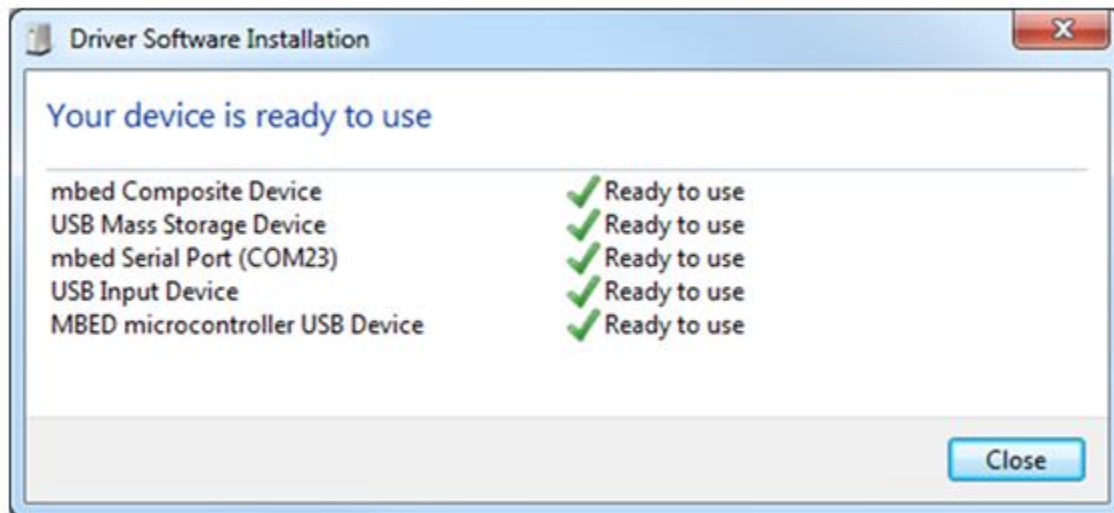 Driver Software Installation
Your device is ready to use
mbed Composite Device Ready to use
USB Mass Storage Device Ready to use
mbed Serial Port (COM23) Ready to use
USB Input Device Ready to use
MBED microcontroller USB Device Ready to use
Close